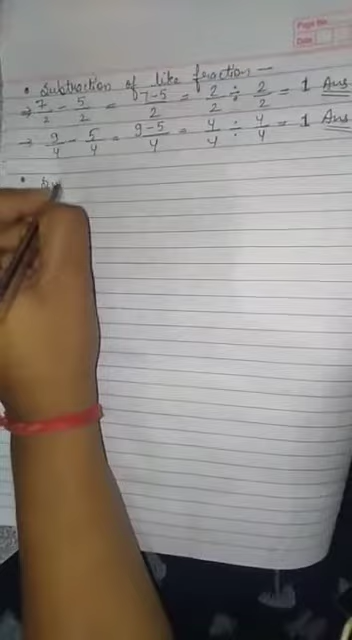 Page No.
Date
• Subtraction of like fraction —
→ 7/2 - 5/2 = 7-5/2 = 2/2 ÷ 2/2 = 1 Ans
→ 9/4 - 5/4 = 9-5/4 = 4/4 ÷ 4/4 = 1 Ans
•